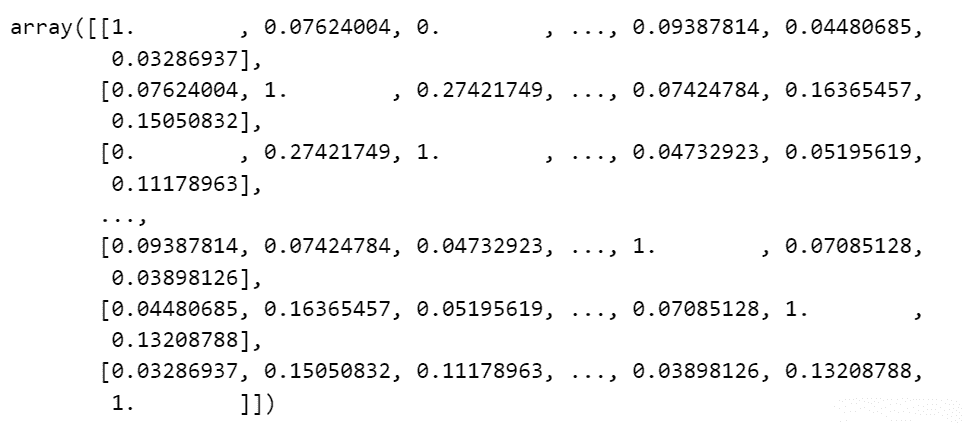 array([[1.        , 0.07624004, 0.        , ..., 0.09387814, 0.04480685,
        0.03286937],
       [0.07624004, 1.        , 0.27421749, ..., 0.07424784, 0.16365457,
        0.15050832],
       [0.        , 0.27421749, 1.        , ..., 0.04732923, 0.05195619,
        0.11178963],
       ...,
       [0.09387814, 0.07424784, 0.04732923, ..., 1.        , 0.07085128,
        0.03898126],
       [0.04480685, 0.16365457, 0.05195619, ..., 0.07085128, 1.        ,
        0.13208788],
       [0.03286937, 0.15050832, 0.11178963, ..., 0.03898126, 0.13208788,
        1.        ]])